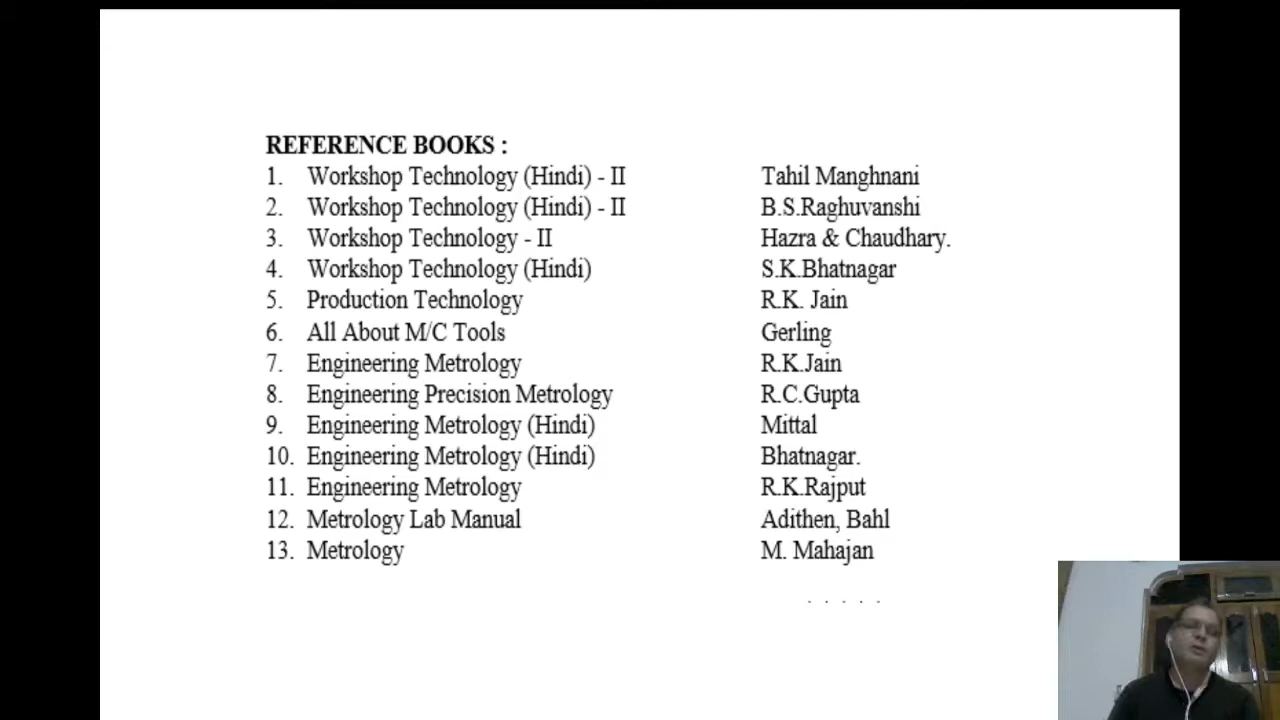 REFERENCE BOOKS :
1. Workshop Technology (Hindi) - II Tahil Manghnani
2. Workshop Technology (Hindi) - II B.S.Raghuvanshi
3. Workshop Technology - II Hazra & Chaudhary.
4. Workshop Technology (Hindi) S.K.Bhatnagar
5. Production Technology R.K. Jain
6. All About M/C Tools Gerling
7. Engineering Metrology R.K.Jain
8. Engineering Precision Metrology R.C.Gupta
9. Engineering Metrology (Hindi) Mittal
10. Engineering Metrology (Hindi) Bhatnagar.
11. Engineering Metrology R.K.Rajput
12. Metrology Lab Manual Adithen, Bahl
13. Metrology M. Mahajan
. . . . .